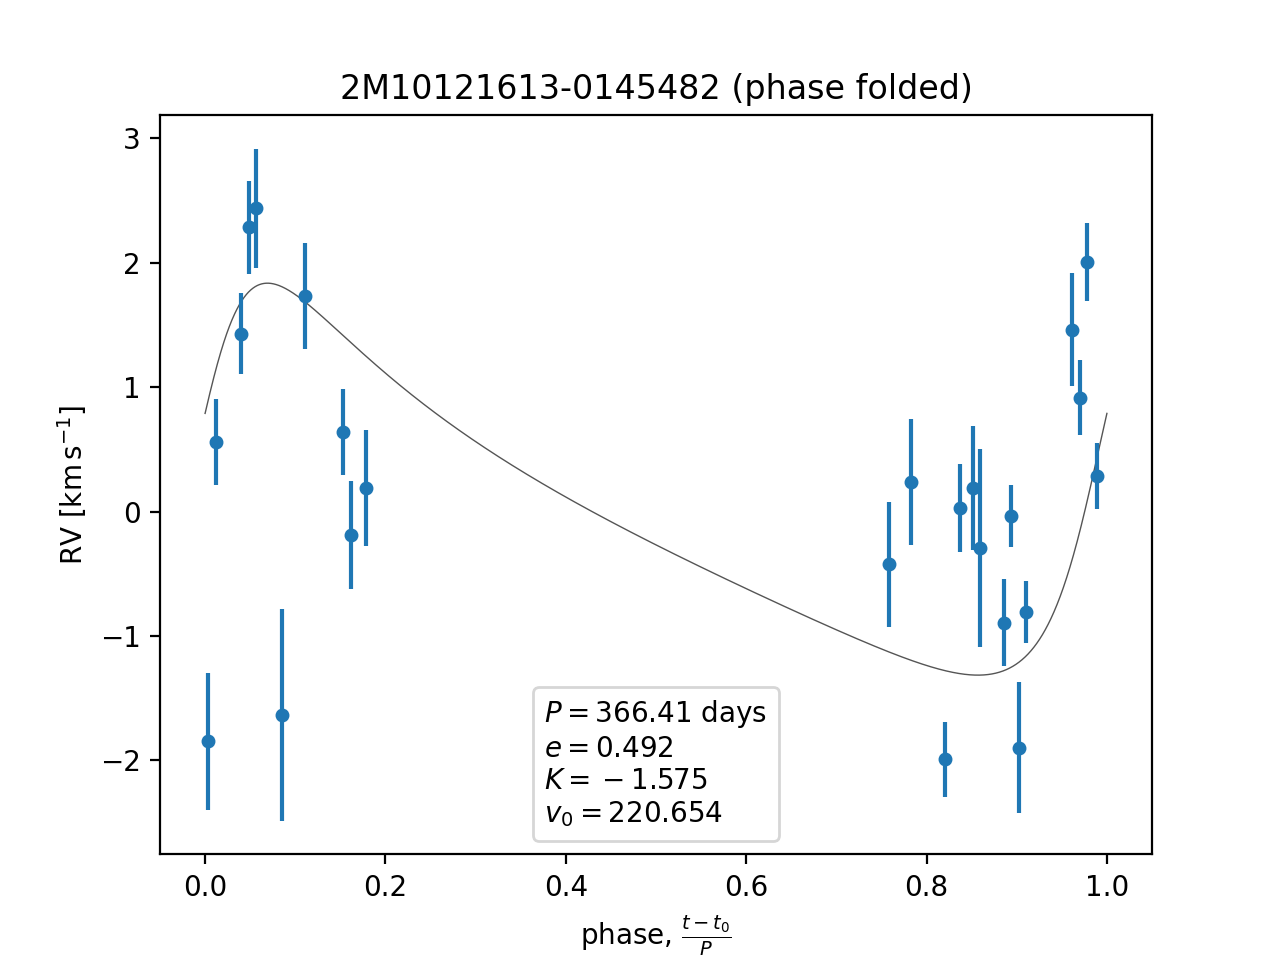 2M10121613-0145482 (phase folded)
3
2
1
0
−1
−2
RV [km s⁻¹]
P = 366.41 days
e = 0.492
K = −1.575
v₀ = 220.654
0.0 0.2 0.4 0.6 0.8 1.0
phase, (t − t₀)/P